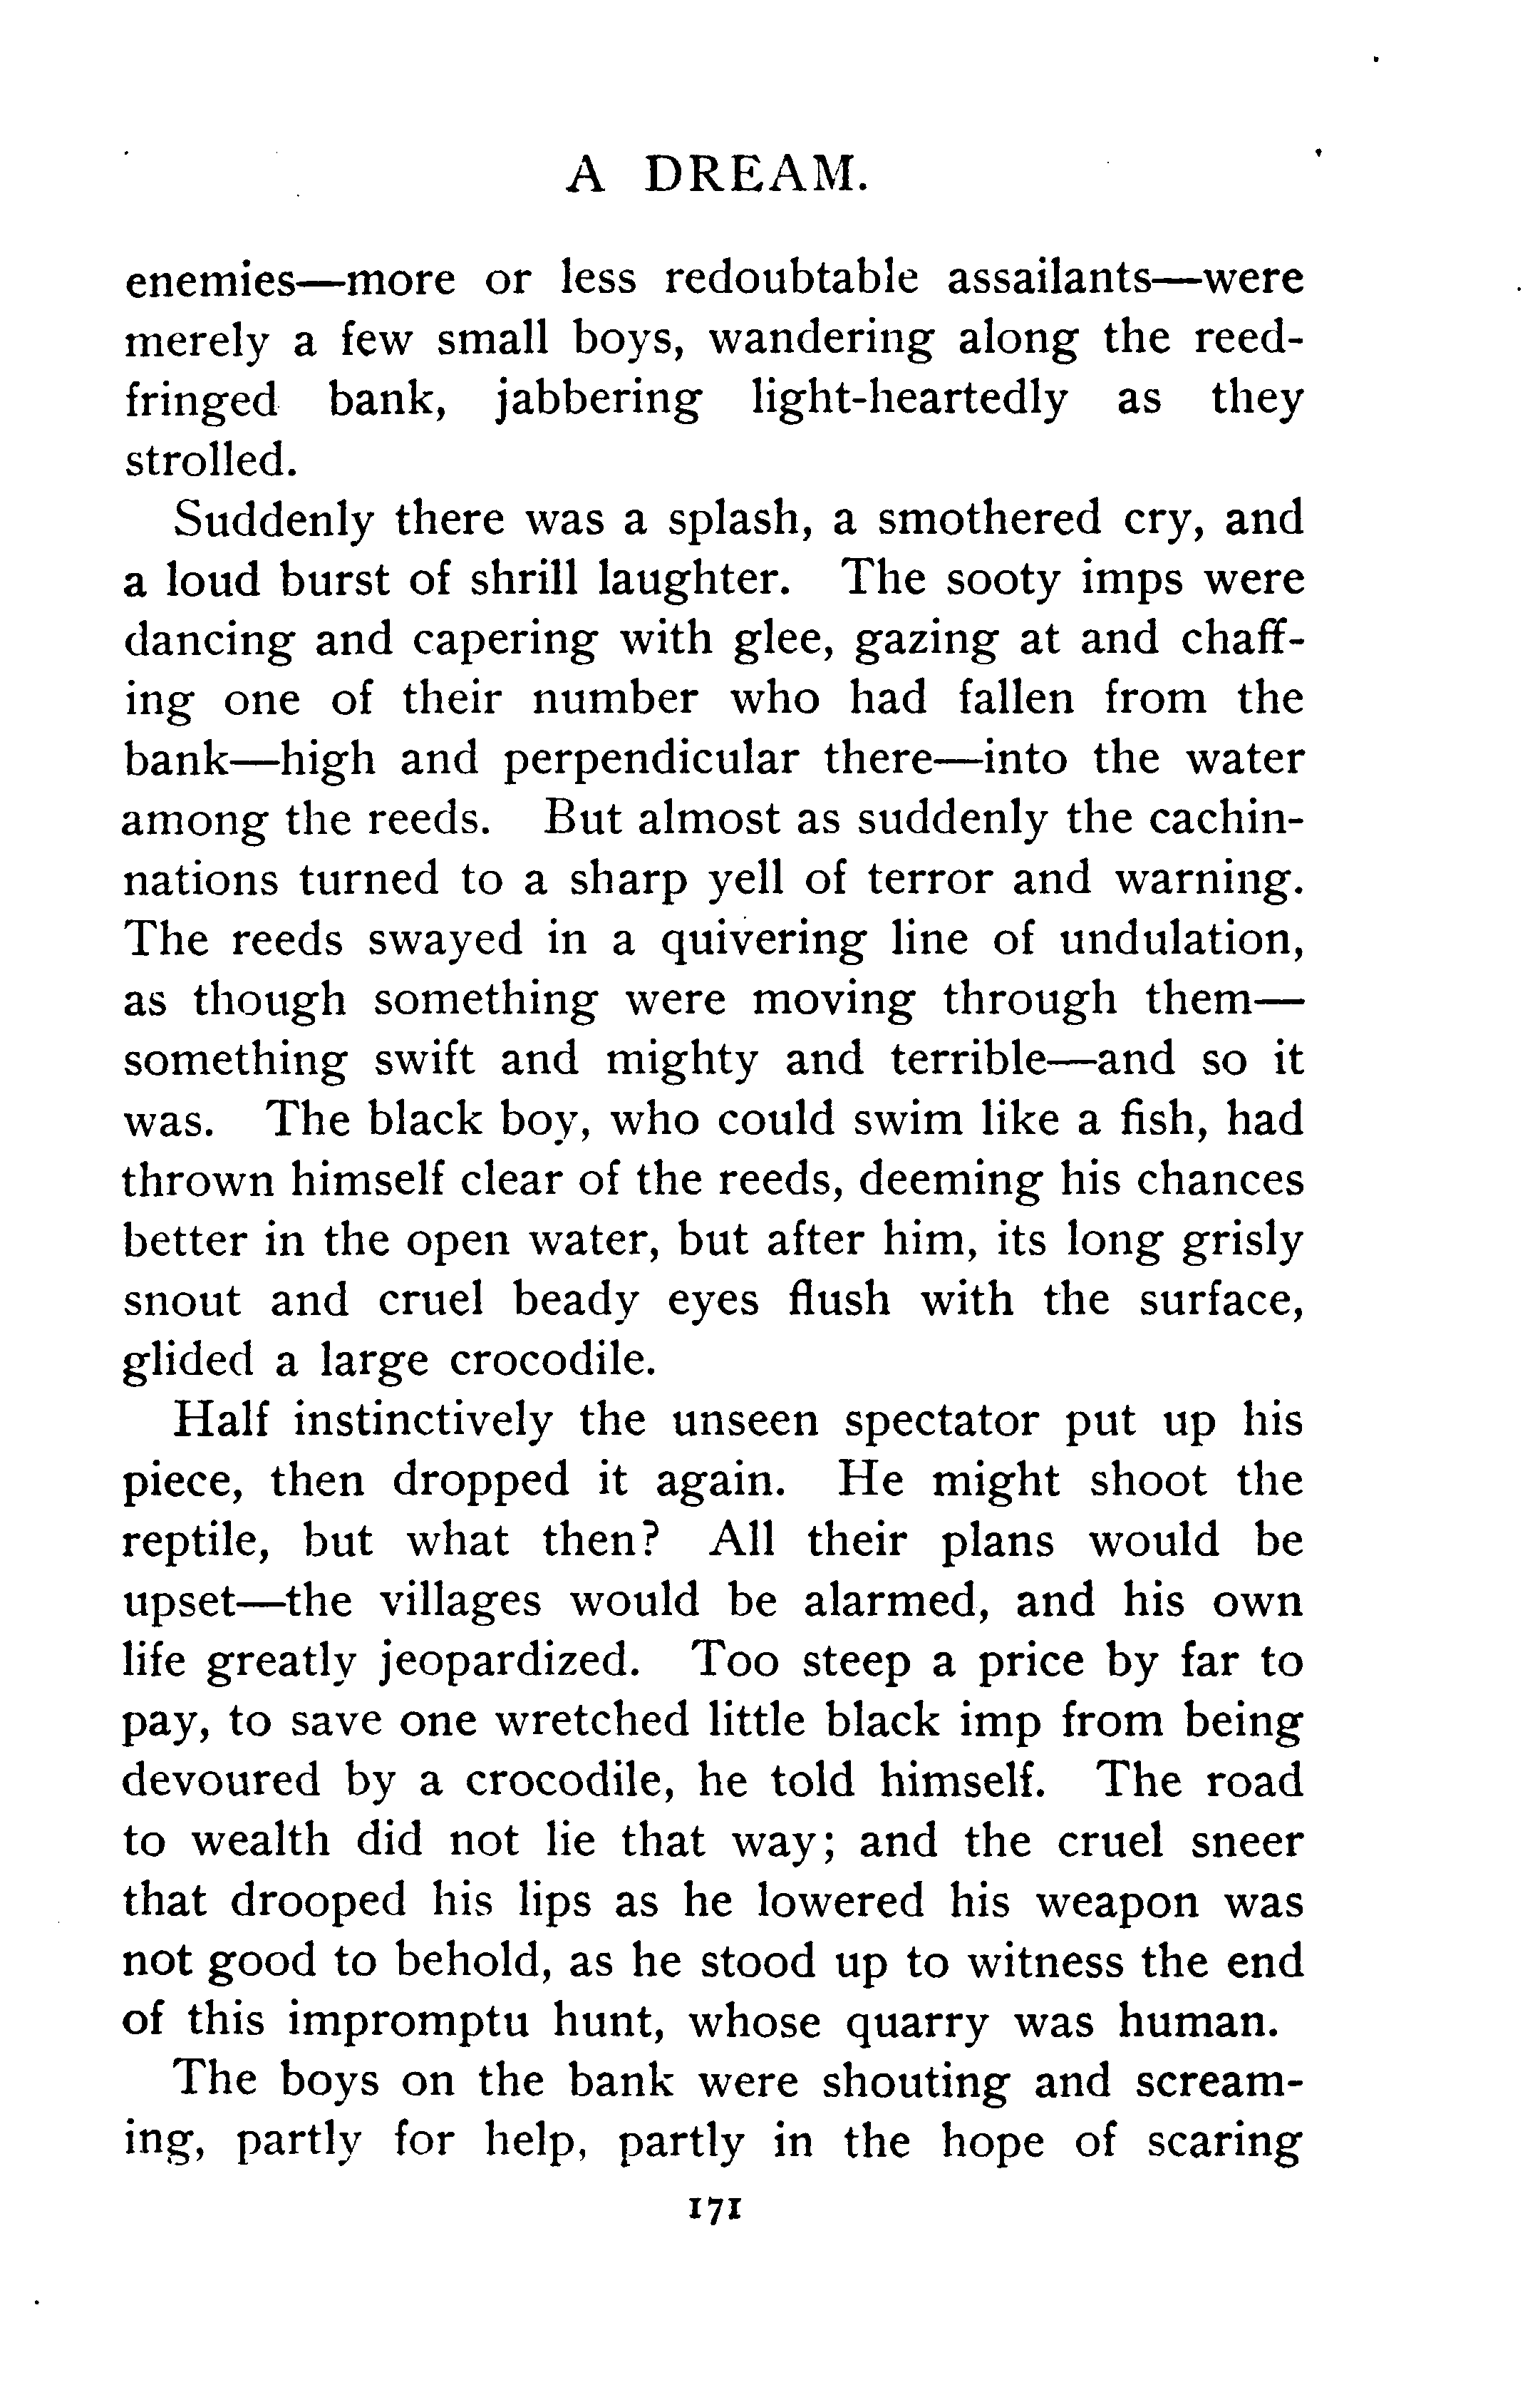 A DREAM.
enemies—more or less redoubtable assailants—were
merely a few small boys, wandering along the reed-
fringed bank, jabbering light-heartedly as they
strolled.
Suddenly there was a splash, a smothered cry, and
a loud burst of shrill laughter. The sooty imps were
dancing and capering with glee, gazing at and chaff-
ing one of their number who had fallen from the
bank—high and perpendicular there—into the water
among the reeds. But almost as suddenly the cachin-
nations turned to a sharp yell of terror and warning.
The reeds swayed in a quivering line of undulation,
as though something were moving through them—
something swift and mighty and terrible—and so it
was. The black boy, who could swim like a fish, had
thrown himself clear of the reeds, deeming his chances
better in the open water, but after him, its long grisly
snout and cruel beady eyes flush with the surface,
glided a large crocodile.
Half instinctively the unseen spectator put up his
piece, then dropped it again. He might shoot the
reptile, but what then? All their plans would be
upset—the villages would be alarmed, and his own
life greatly jeopardized. Too steep a price by far to
pay, to save one wretched little black imp from being
devoured by a crocodile, he told himself. The road
to wealth did not lie that way; and the cruel sneer
that drooped his lips as he lowered his weapon was
not good to behold, as he stood up to witness the end
of this impromptu hunt, whose quarry was human.
The boys on the bank were shouting and scream-
ing, partly for help, partly in the hope of scaring
171